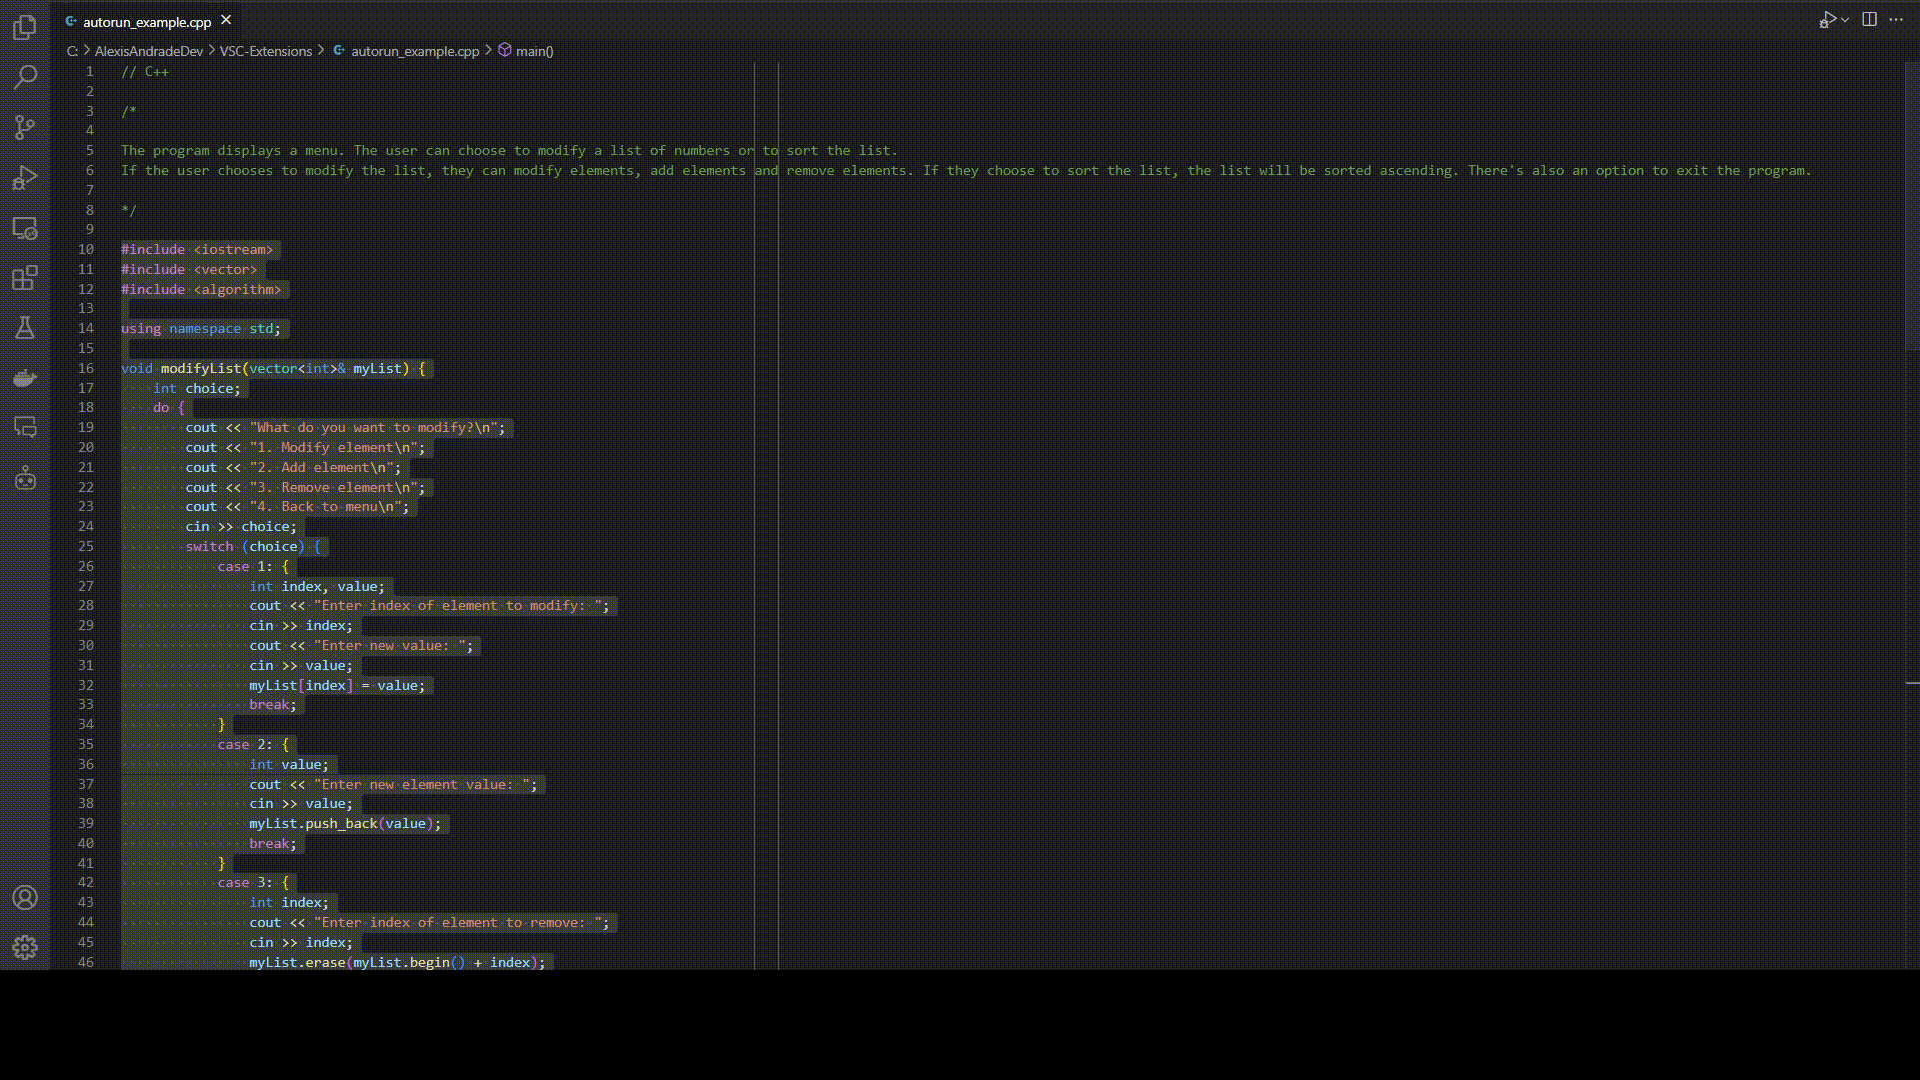 autorun_example.cpp
C: > AlexisAndradeDev > VSC-Extensions > autorun_example.cpp > main()
1 // C++
2
3 /*
4
5 The program displays a menu. The user can choose to modify a list of numbers or to sort the list.
6 If the user chooses to modify the list, they can modify elements, add elements and remove elements. If they choose to sort the list, the list will be sorted ascending. There's also an option to exit the program.
7
8 */
9
10 #include <iostream>
11 #include <vector>
12 #include <algorithm>
13
14 using namespace std;
15
16 void modifyList(vector<int>& myList) {
17     int choice;
18     do {
19         cout << "What do you want to modify?\n";
20         cout << "1. Modify element\n";
21         cout << "2. Add element\n";
22         cout << "3. Remove element\n";
23         cout << "4. Back to menu\n";
24         cin >> choice;
25         switch (choice) {
26             case 1: {
27                 int index, value;
28                 cout << "Enter index of element to modify: ";
29                 cin >> index;
30                 cout << "Enter new value: ";
31                 cin >> value;
32                 myList[index] = value;
33                 break;
34             }
35             case 2: {
36                 int value;
37                 cout << "Enter new element value: ";
38                 cin >> value;
39                 myList.push_back(value);
40                 break;
41             }
42             case 3: {
43                 int index;
44                 cout << "Enter index of element to remove: ";
45                 cin >> index;
46                 myList.erase(myList.begin() + index);